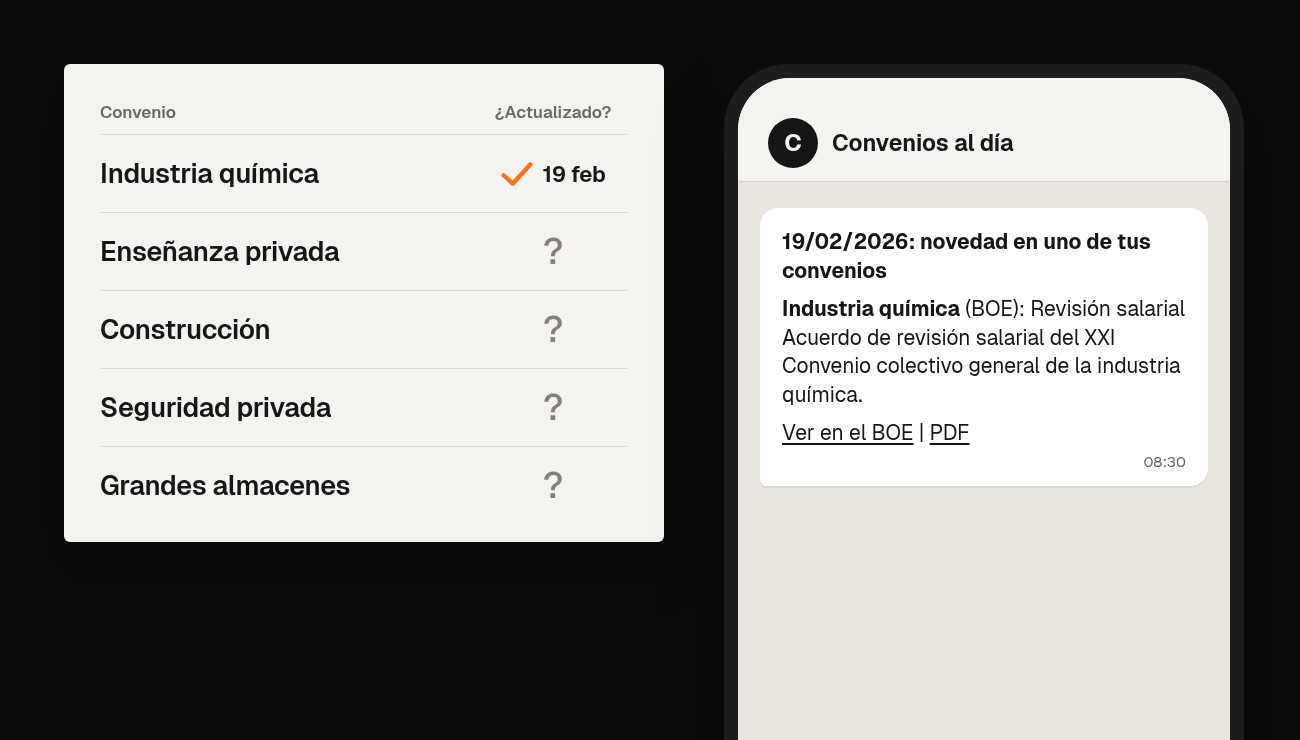 Convenio ¿Actualizado?
Industria química 19 feb
Enseñanza privada ?
Construcción ?
Seguridad privada ?
Grandes almacenes ?
C Convenios al día
19/02/2026: novedad en uno de tus
convenios
Industria química (BOE): Revisión salarial
Acuerdo de revisión salarial del XXI
Convenio colectivo general de la industria
química.
Ver en el BOE | PDF
08:30